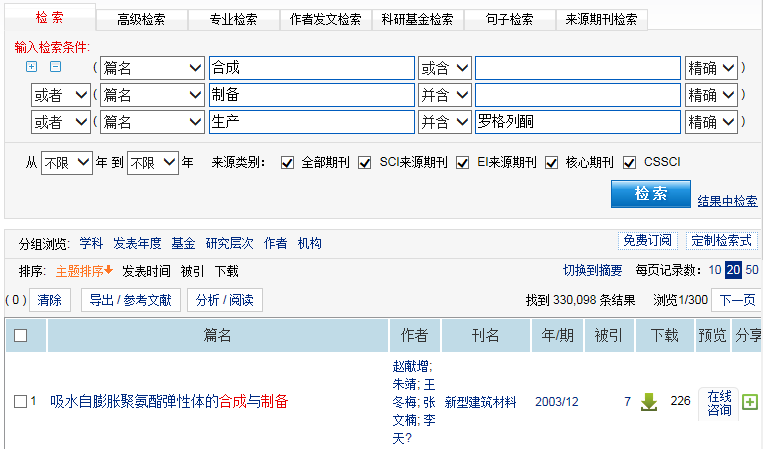 检 索 高级检索 专业检索 作者发文检索 科研基金检索 句子检索 来源期刊检索
输入检索条件:
( 篇名 合成 或含 精确 )
或者 ( 篇名 制备 并含 精确 )
或者 ( 篇名 生产 并含 罗格列酮 精确 )
从 不限 年 到 不限 年 来源类别: 全部期刊 SCI来源期刊 EI来源期刊 核心期刊 CSSCI
检 索 结果中检索
分组浏览: 学科 发表年度 基金 研究层次 作者 机构 免费订阅 定制检索式
排序: 主题排序 发表时间 被引 下载 切换到摘要 每页记录数: 10 20 50
( 0 ) 清除 导出 / 参考文献 分析 / 阅读 找到 330,098 条结果 浏览1/300 下一页
篇名 作者 刊名 年/期 被引 下载 预览 分享
1 吸水自膨胀聚氨酯弹性体的合成与制备 赵献增; 朱靖; 王冬梅; 张文楠; 李天? 新型建筑材料 2003/12 7 226 在线咨询